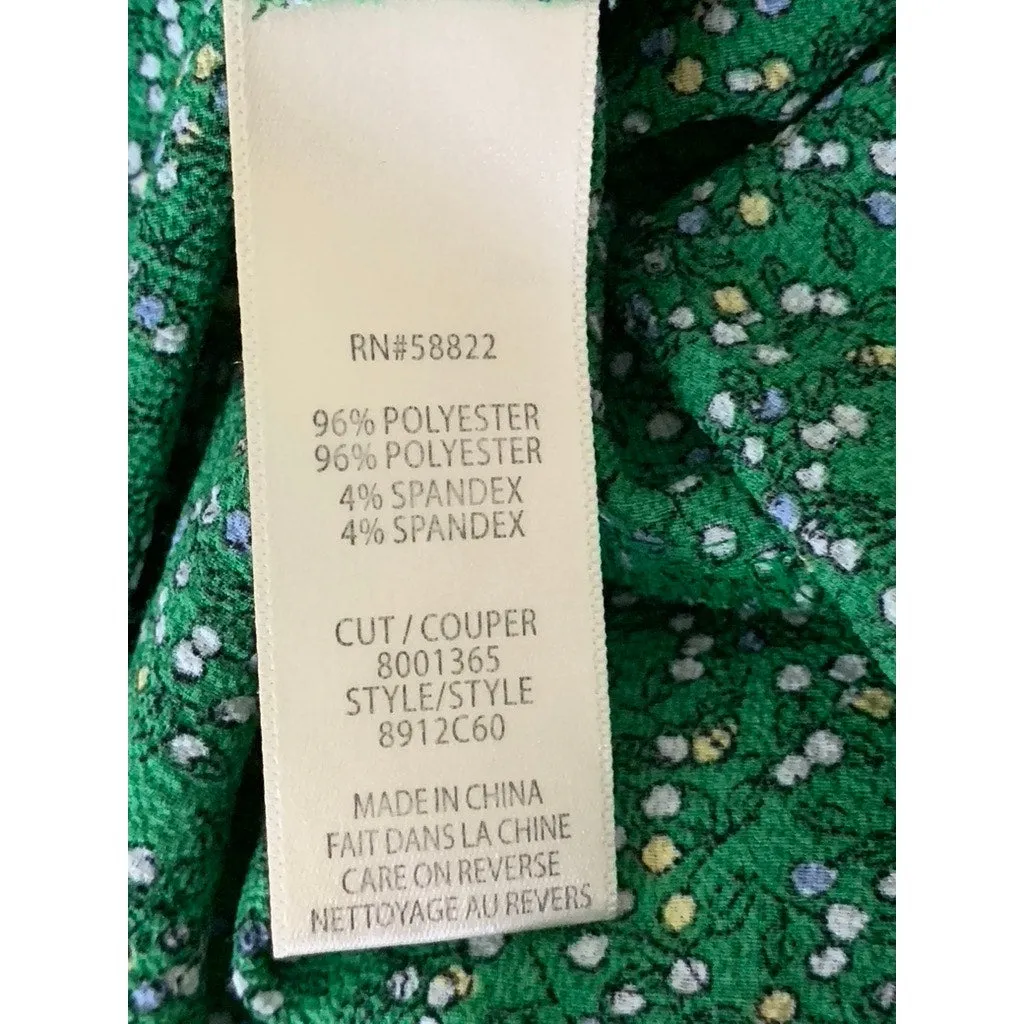 RN#58822
96% POLYESTER
96% POLYESTER
4% SPANDEX
4% SPANDEX
CUT / COUPER
8001365
STYLE/STYLE
8912C60
MADE IN CHINA
FAIT DANS LA CHINE
CARE ON REVERSE
NETTOYAGE AU REVERS